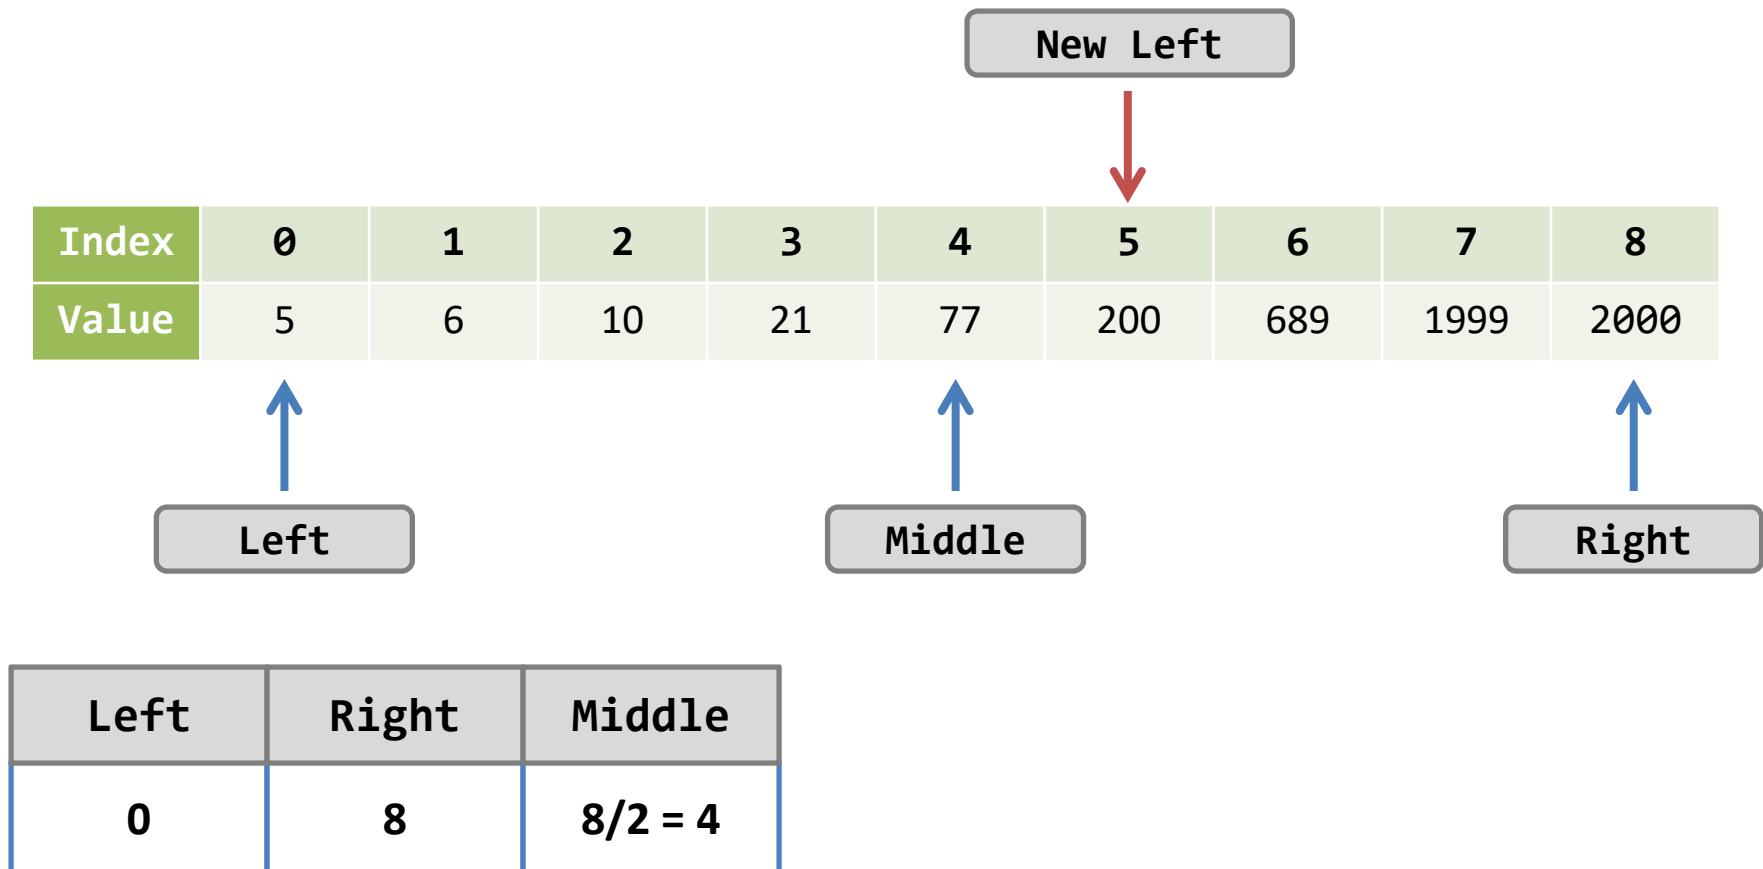 New Left
Index 0 1 2 3 4 5 6 7 8
Value 5 6 10 21 77 200 689 1999 2000
Left Middle Right
Left Right Middle
0 8 8/2 = 4